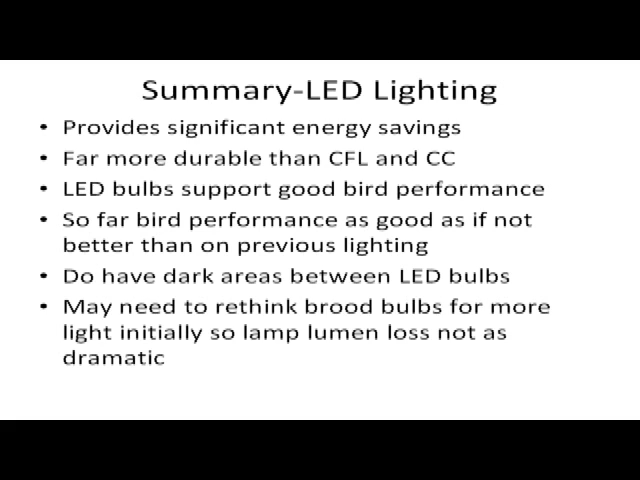 Summary-LED Lighting
• Provides significant energy savings
• Far more durable than CFL and CC
• LED bulbs support good bird performance
• So far bird performance as good as if not
better than on previous lighting
• Do have dark areas between LED bulbs
• May need to rethink brood bulbs for more
light initially so lamp lumen loss not as
dramatic